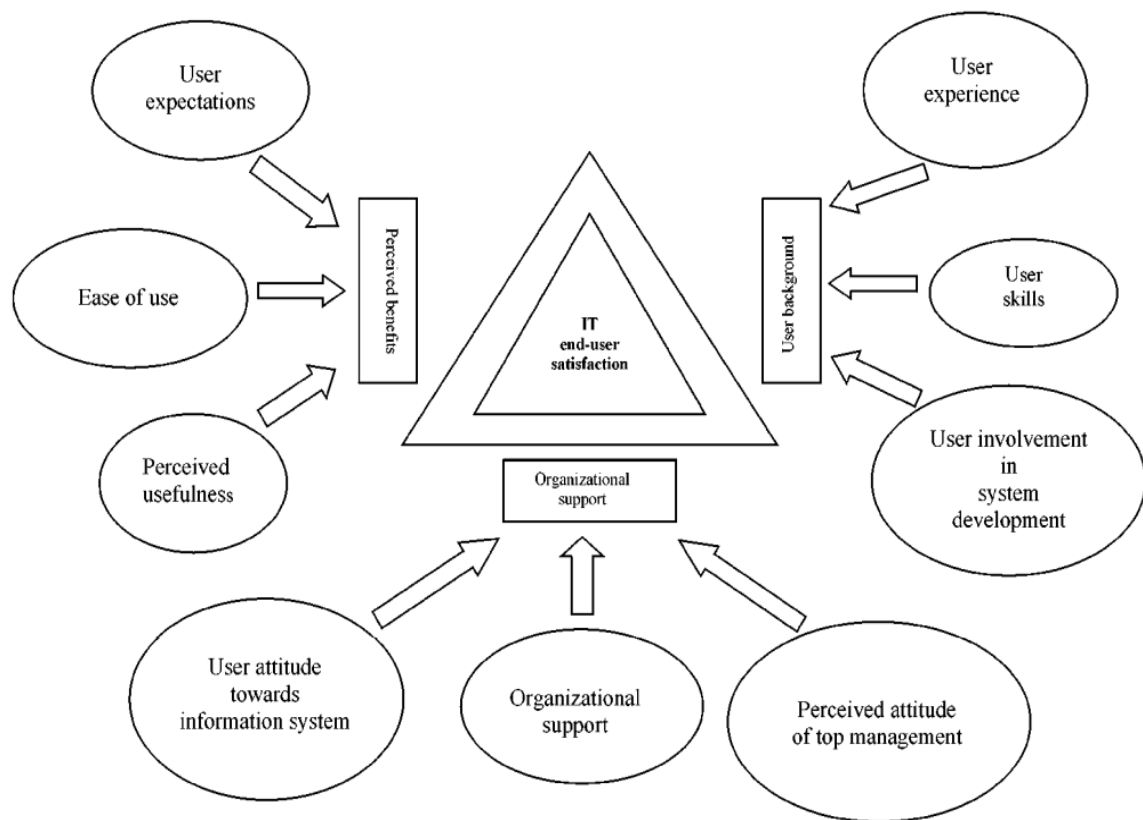 User
expectations
User
experience
Perceived benefits
User background
Ease of use
User
skills
IT
end-user
satisfaction
Perceived
usefulness
Organizational
support
User involvement
in
system
development
User attitude
towards
information system
Organizational
support
Perceived attitude
of top management